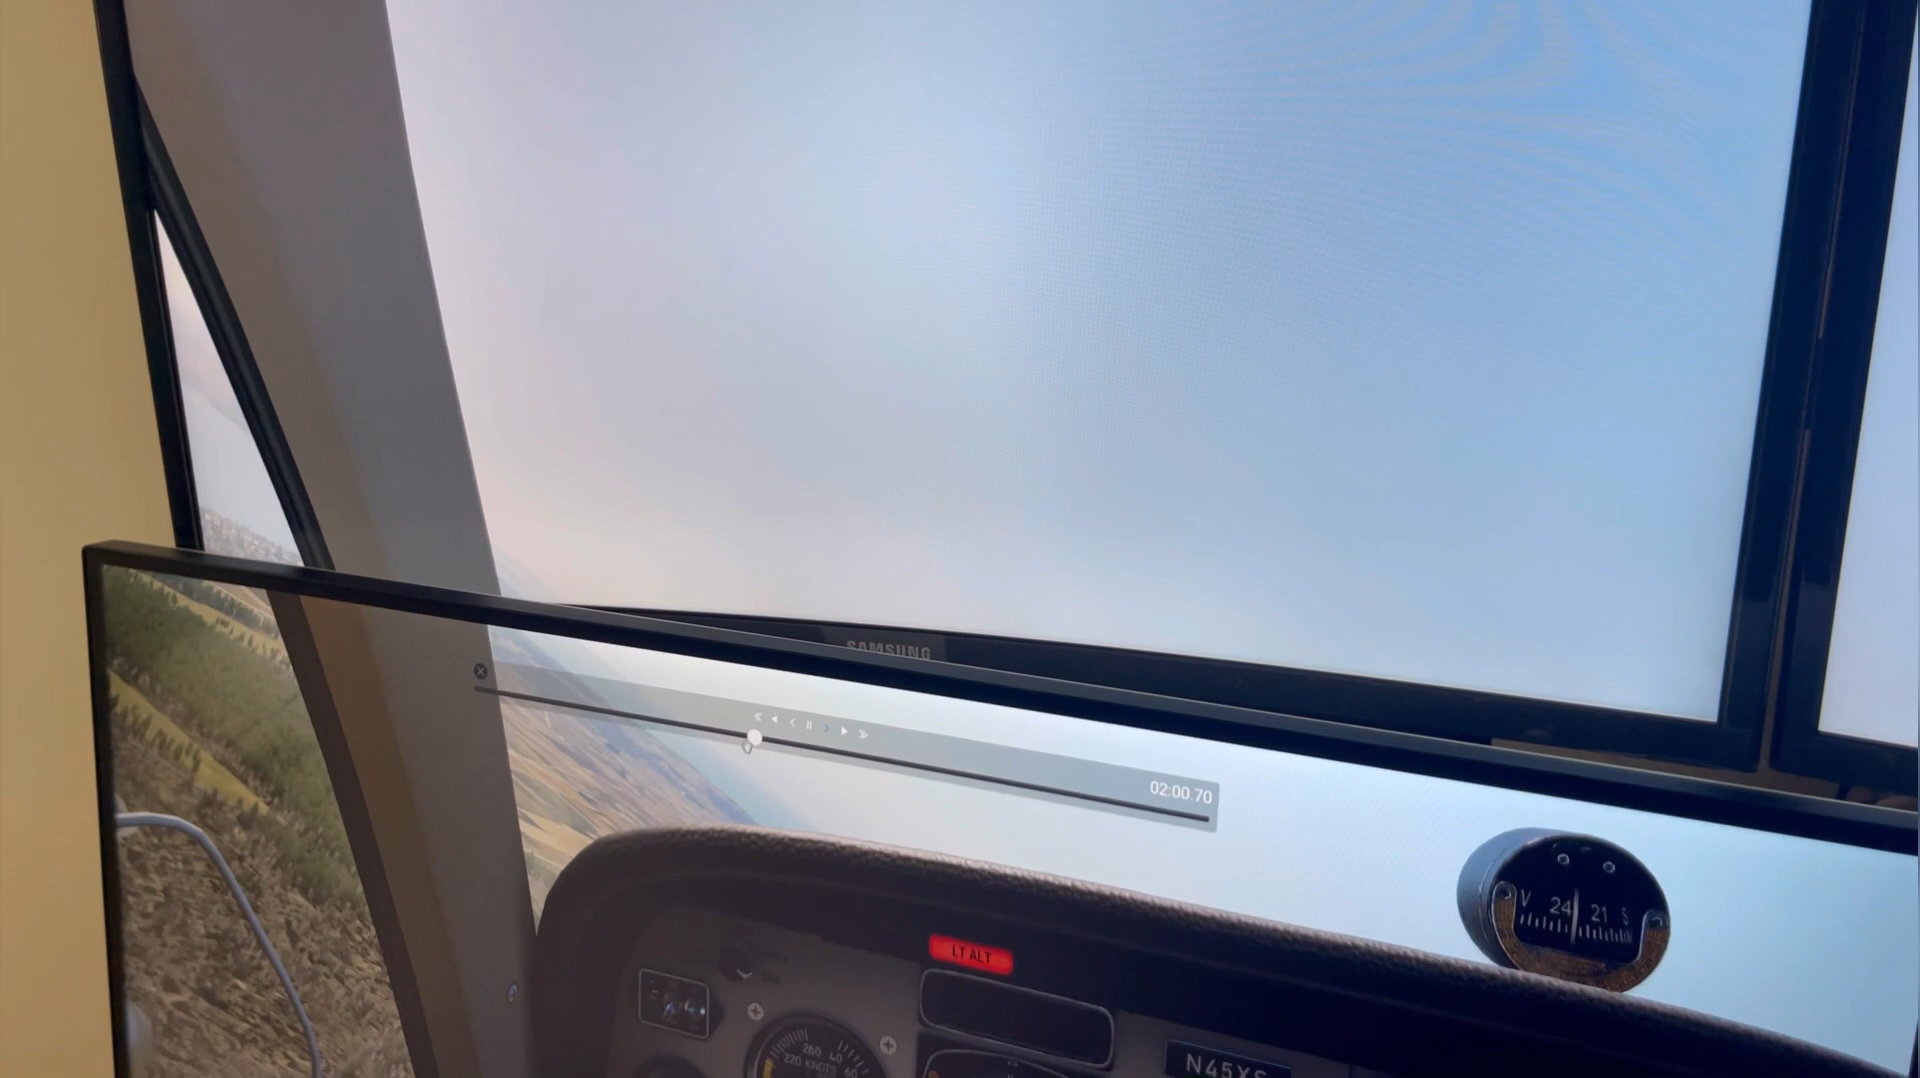 SAMSUNG
02:00.70
24 21 S
LT ALT
260 40
220 KNOTS 60
N45XS